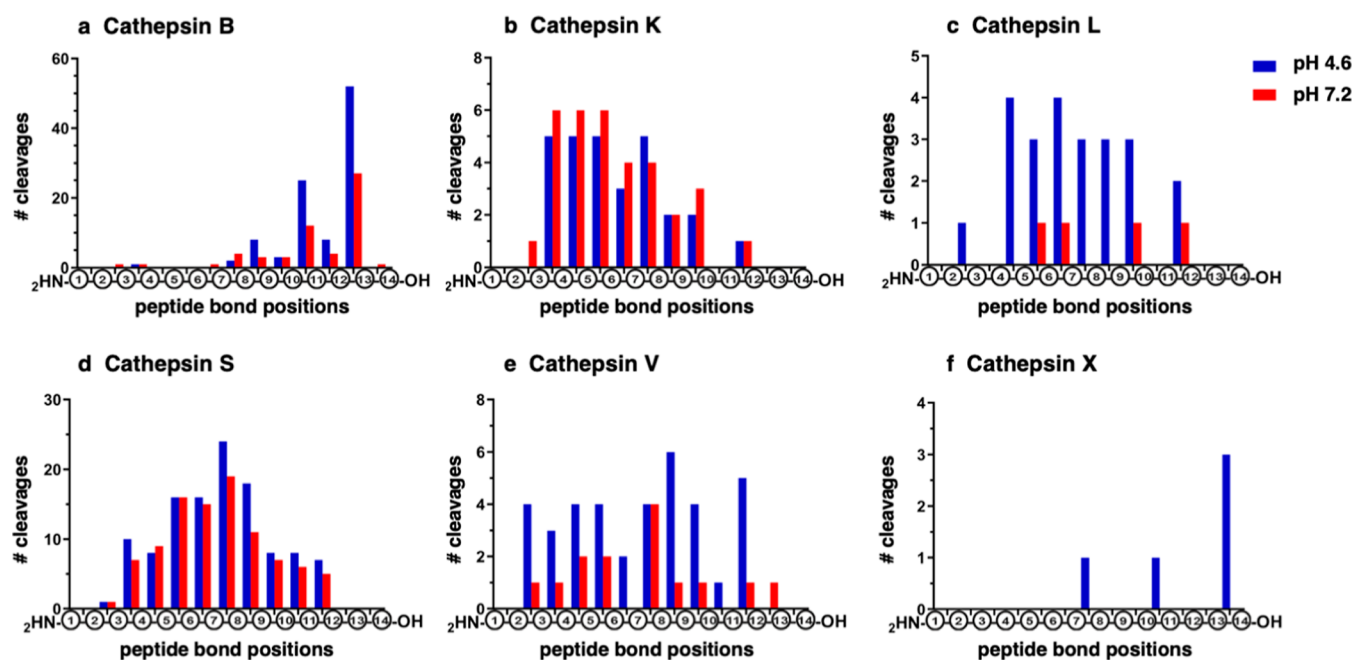 a Cathepsin B
60
40
20
0
# cleavages
₂HN-1-2-3-4-5-6-7-8-9-10-11-12-13-14-OH
peptide bond positions
b Cathepsin K
8
6
4
2
0
# cleavages
₂HN-1-2-3-4-5-6-7-8-9-10-11-12-13-14-OH
peptide bond positions
c Cathepsin L
5
4
3
2
1
0
# cleavages
₂HN-1-2-3-4-5-6-7-8-9-10-11-12-13-14-OH
peptide bond positions
pH 4.6
pH 7.2
d Cathepsin S
30
20
10
0
# cleavages
₂HN-1-2-3-4-5-6-7-8-9-10-11-12-13-14-OH
peptide bond positions
e Cathepsin V
8
6
4
2
0
# cleavages
₂HN-1-2-3-4-5-6-7-8-9-10-11-12-13-14-OH
peptide bond positions
f Cathepsin X
4
3
2
1
0
# cleavages
₂HN-1-2-3-4-5-6-7-8-9-10-11-12-13-14-OH
peptide bond positions